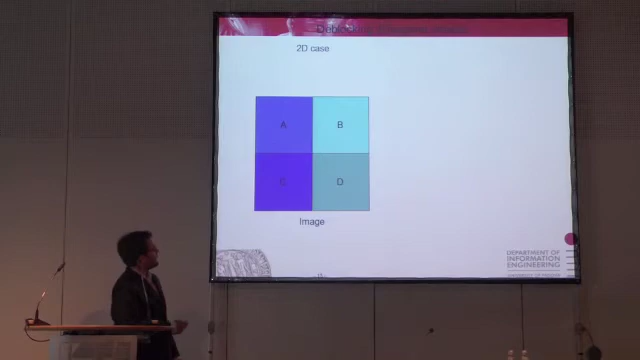 2D case
A
B
C
D
Image
DEPARTMENT OF
INFORMATION
ENGINEERING